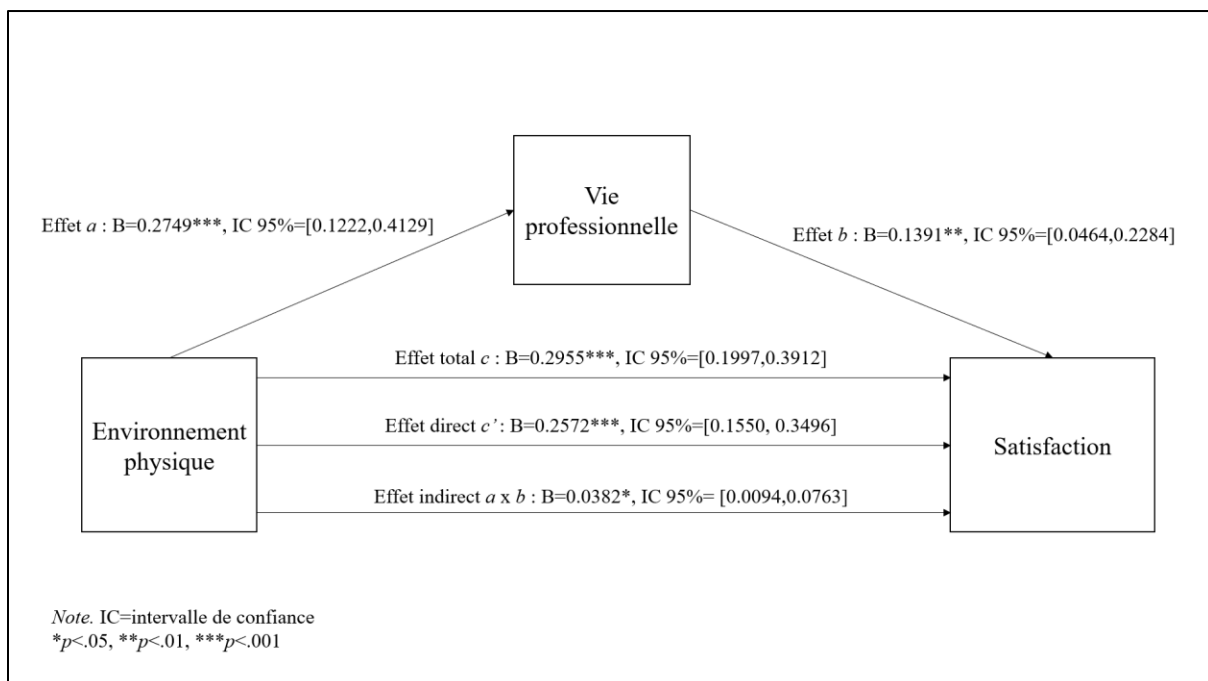 Vie
professionnelle
Effet a : B=0.2749***, IC 95%=[0.1222,0.4129]
Effet b : B=0.1391**, IC 95%=[0.0464,0.2284]
Effet total c : B=0.2955***, IC 95%=[0.1997,0.3912]
Environnement
physique
Effet direct c’ : B=0.2572***, IC 95%=[0.1550, 0.3496]
Satisfaction
Effet indirect a x b : B=0.0382*, IC 95%= [0.0094,0.0763]
Note. IC=intervalle de confiance
*p<.05, **p<.01, ***p<.001